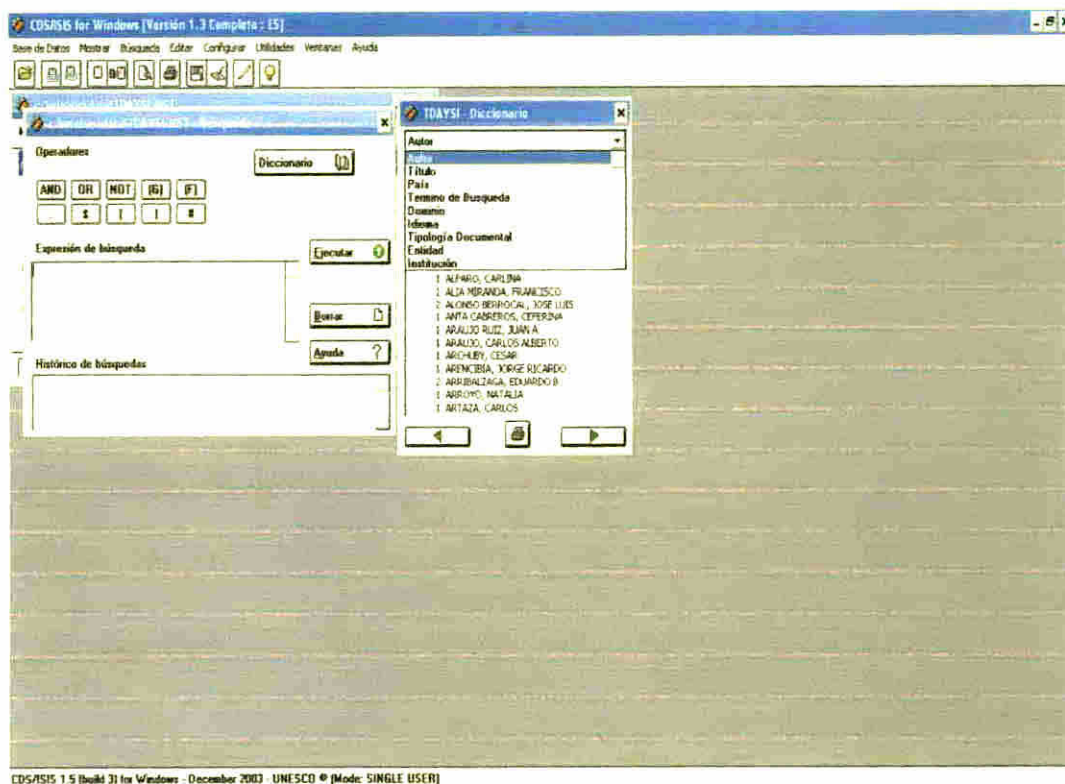 CDS/ISIS for Windows [Versión 1.3 Completa : ES]
Base de Datos Mostrar Búsqueda Editar Configurar Utilidades Ventanas Ayuda
TDAYSI - Diccionario
Operadores
Diccionario
AND OR NOT (G) (F)
. $
Expresión de búsqueda
Ejecutar
Borrar
Ayuda ?
Histórico de búsquedas
Autor
Autor
Título
País
Termino de Busqueda
Dominio
Idioma
Tipología Documental
Entidad
Institución
1 ALFARO, CARLINA
1 ALIA MIRANDA, FRANCISCO
2 ALONSO BERROCAL, JOSE LUIS
1 ANTA CABREROS, CEFERINA
1 ARAUJO RUIZ, JUAN A
1 ARAUJO, CARLOS ALBERTO
1 ARCHUBY, CESAR
1 ARENCIBIA, JORGE RICARDO
2 ARRIBALZAGA, EDUARDO B
1 ARROYO, NATALIA
1 ARTAZA, CARLOS
CDS/ISIS 1.5 (build 3) for Windows - December 2003 - UNESCO © [Mode: SINGLE USER]